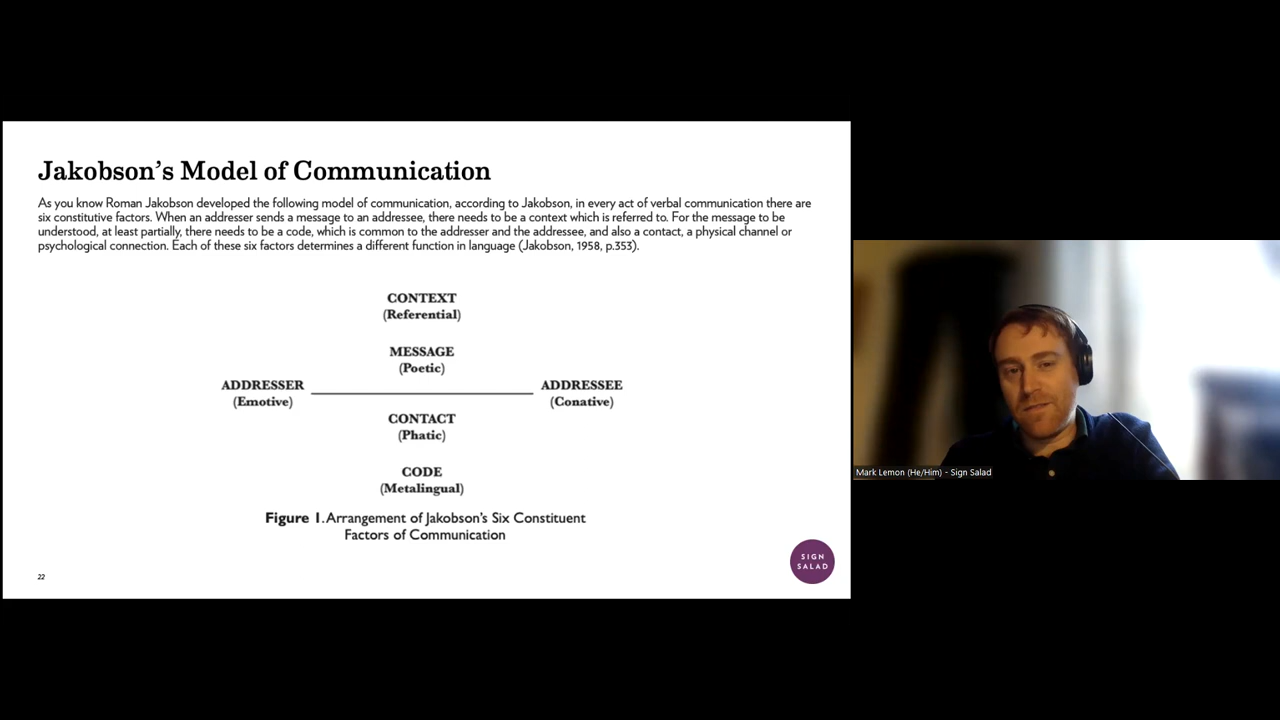 Jakobson’s Model of Communication
As you know Roman Jakobson developed the following model of communication, according to Jakobson, in every act of verbal communication there are
six constitutive factors. When an addresser sends a message to an addressee, there needs to be a context which is referred to. For the message to be
understood, at least partially, there needs to be a code, which is common to the addresser and the addressee, and also a contact, a physical channel or
psychological connection. Each of these six factors determines a different function in language (Jakobson, 1958, p.353).
CONTEXT
(Referential)
MESSAGE
(Poetic)
ADDRESSER
(Emotive)
ADDRESSEE
(Conative)
CONTACT
(Phatic)
CODE
(Metalingual)
Figure 1. Arrangement of Jakobson’s Six Constituent
Factors of Communication
22
SIGN
SALAD
Mark Lemon (He/Him) - Sign Salad